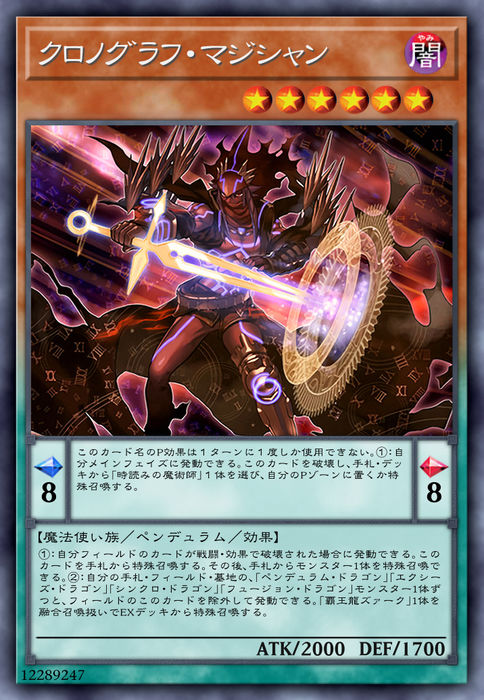 クロノグラフ・マジシャン
やみ
闇
このカード名のP効果は1ターンに1度しか使用できない。①:自
分メインフェイズに発動できる。このカードを破壊し、手札・デッ
キから「時読みの魔術師」1体を選び、自分のPゾーンに置くか特
殊召喚する。
8
8
【魔法使い族／ペンデュラム／効果】
①:自分フィールドのカードが戦闘・効果で破壊された場合に発動できる。この
カードを手札から特殊召喚する。その後、手札からモンスター1体を特殊召喚で
きる。②:自分の手札・フィールド・墓地の、「ペンデュラム・ドラゴン」「エクシー
ズ・ドラゴン」「シンクロ・ドラゴン」「フュージョン・ドラゴン」モンスター1体ず
つと、フィールドのこのカードを除外して発動できる。「覇王龍ズァーク」1体を
融合召喚扱いでEXデッキから特殊召喚する。
ATK/2000 DEF/1700
12289247